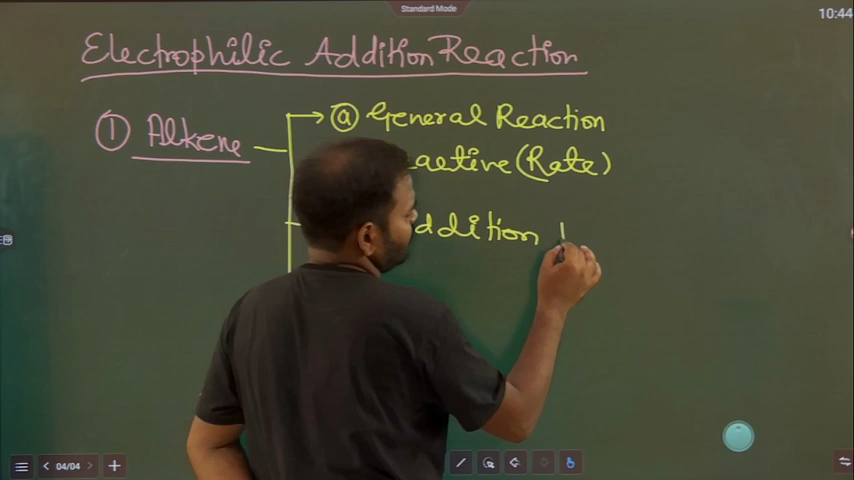 Standard Mode
10:44
Electrophilic Addition Reaction
① Alkene
ⓐ General Reaction
active (Rate)
ddition
04/04